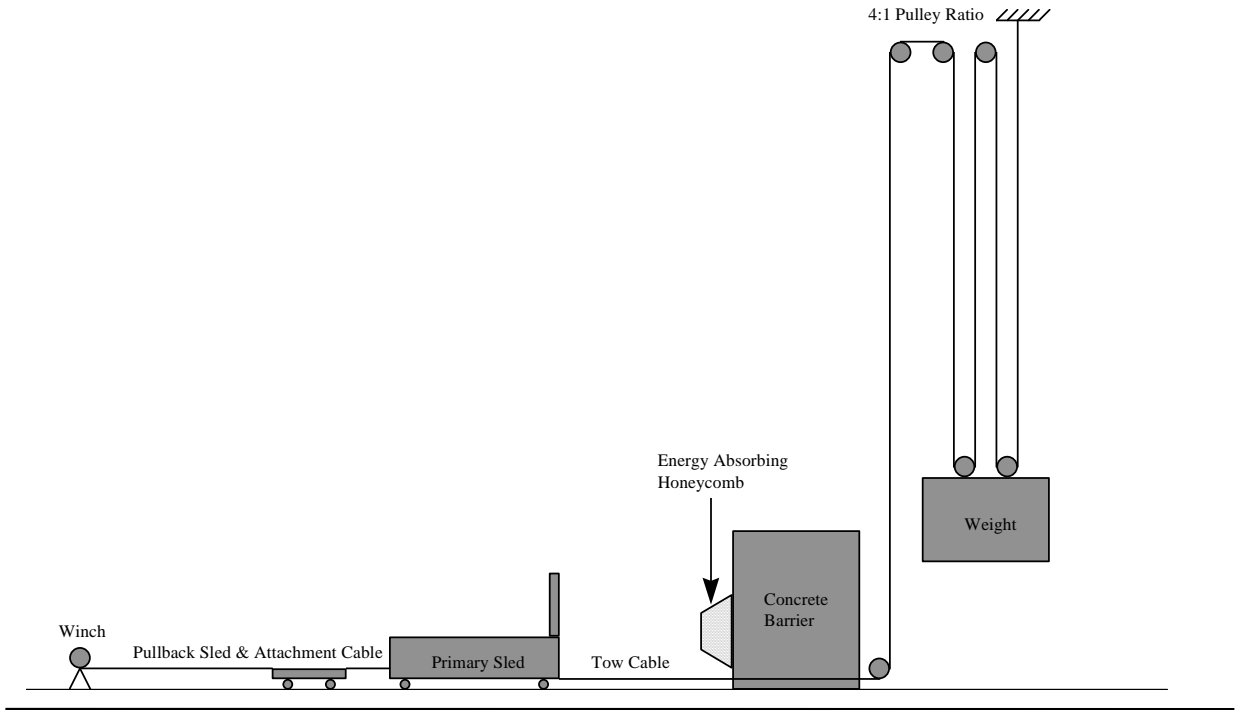 4:1 Pulley Ratio
Energy Absorbing
Honeycomb
Weight
Concrete
Barrier
Winch
Pullback Sled & Attachment Cable
Primary Sled
Tow Cable